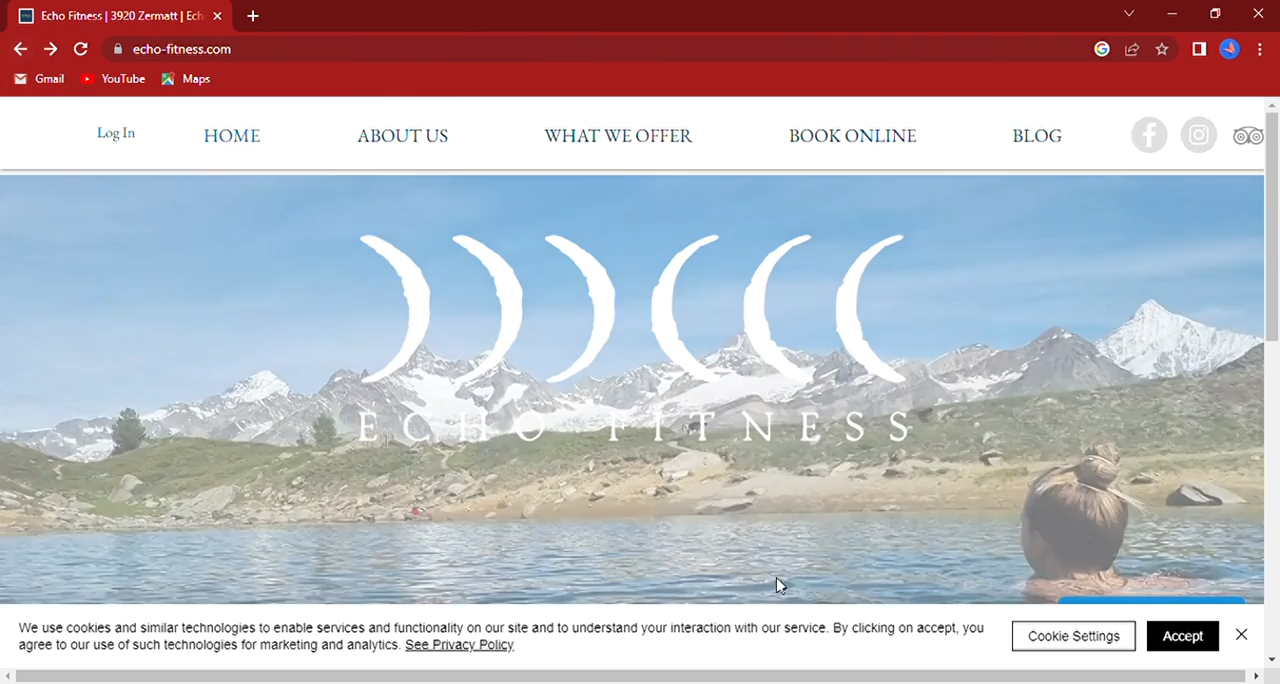 Echo Fitness | 3920 Zermatt | Ech
echo-fitness.com
Gmail YouTube Maps
Log In HOME ABOUT US WHAT WE OFFER BOOK ONLINE BLOG
ECHO FITNESS
We use cookies and similar technologies to enable services and functionality on our site and to understand your interaction with our service. By clicking on accept, you
agree to our use of such technologies for marketing and analytics. See Privacy Policy
Cookie Settings Accept